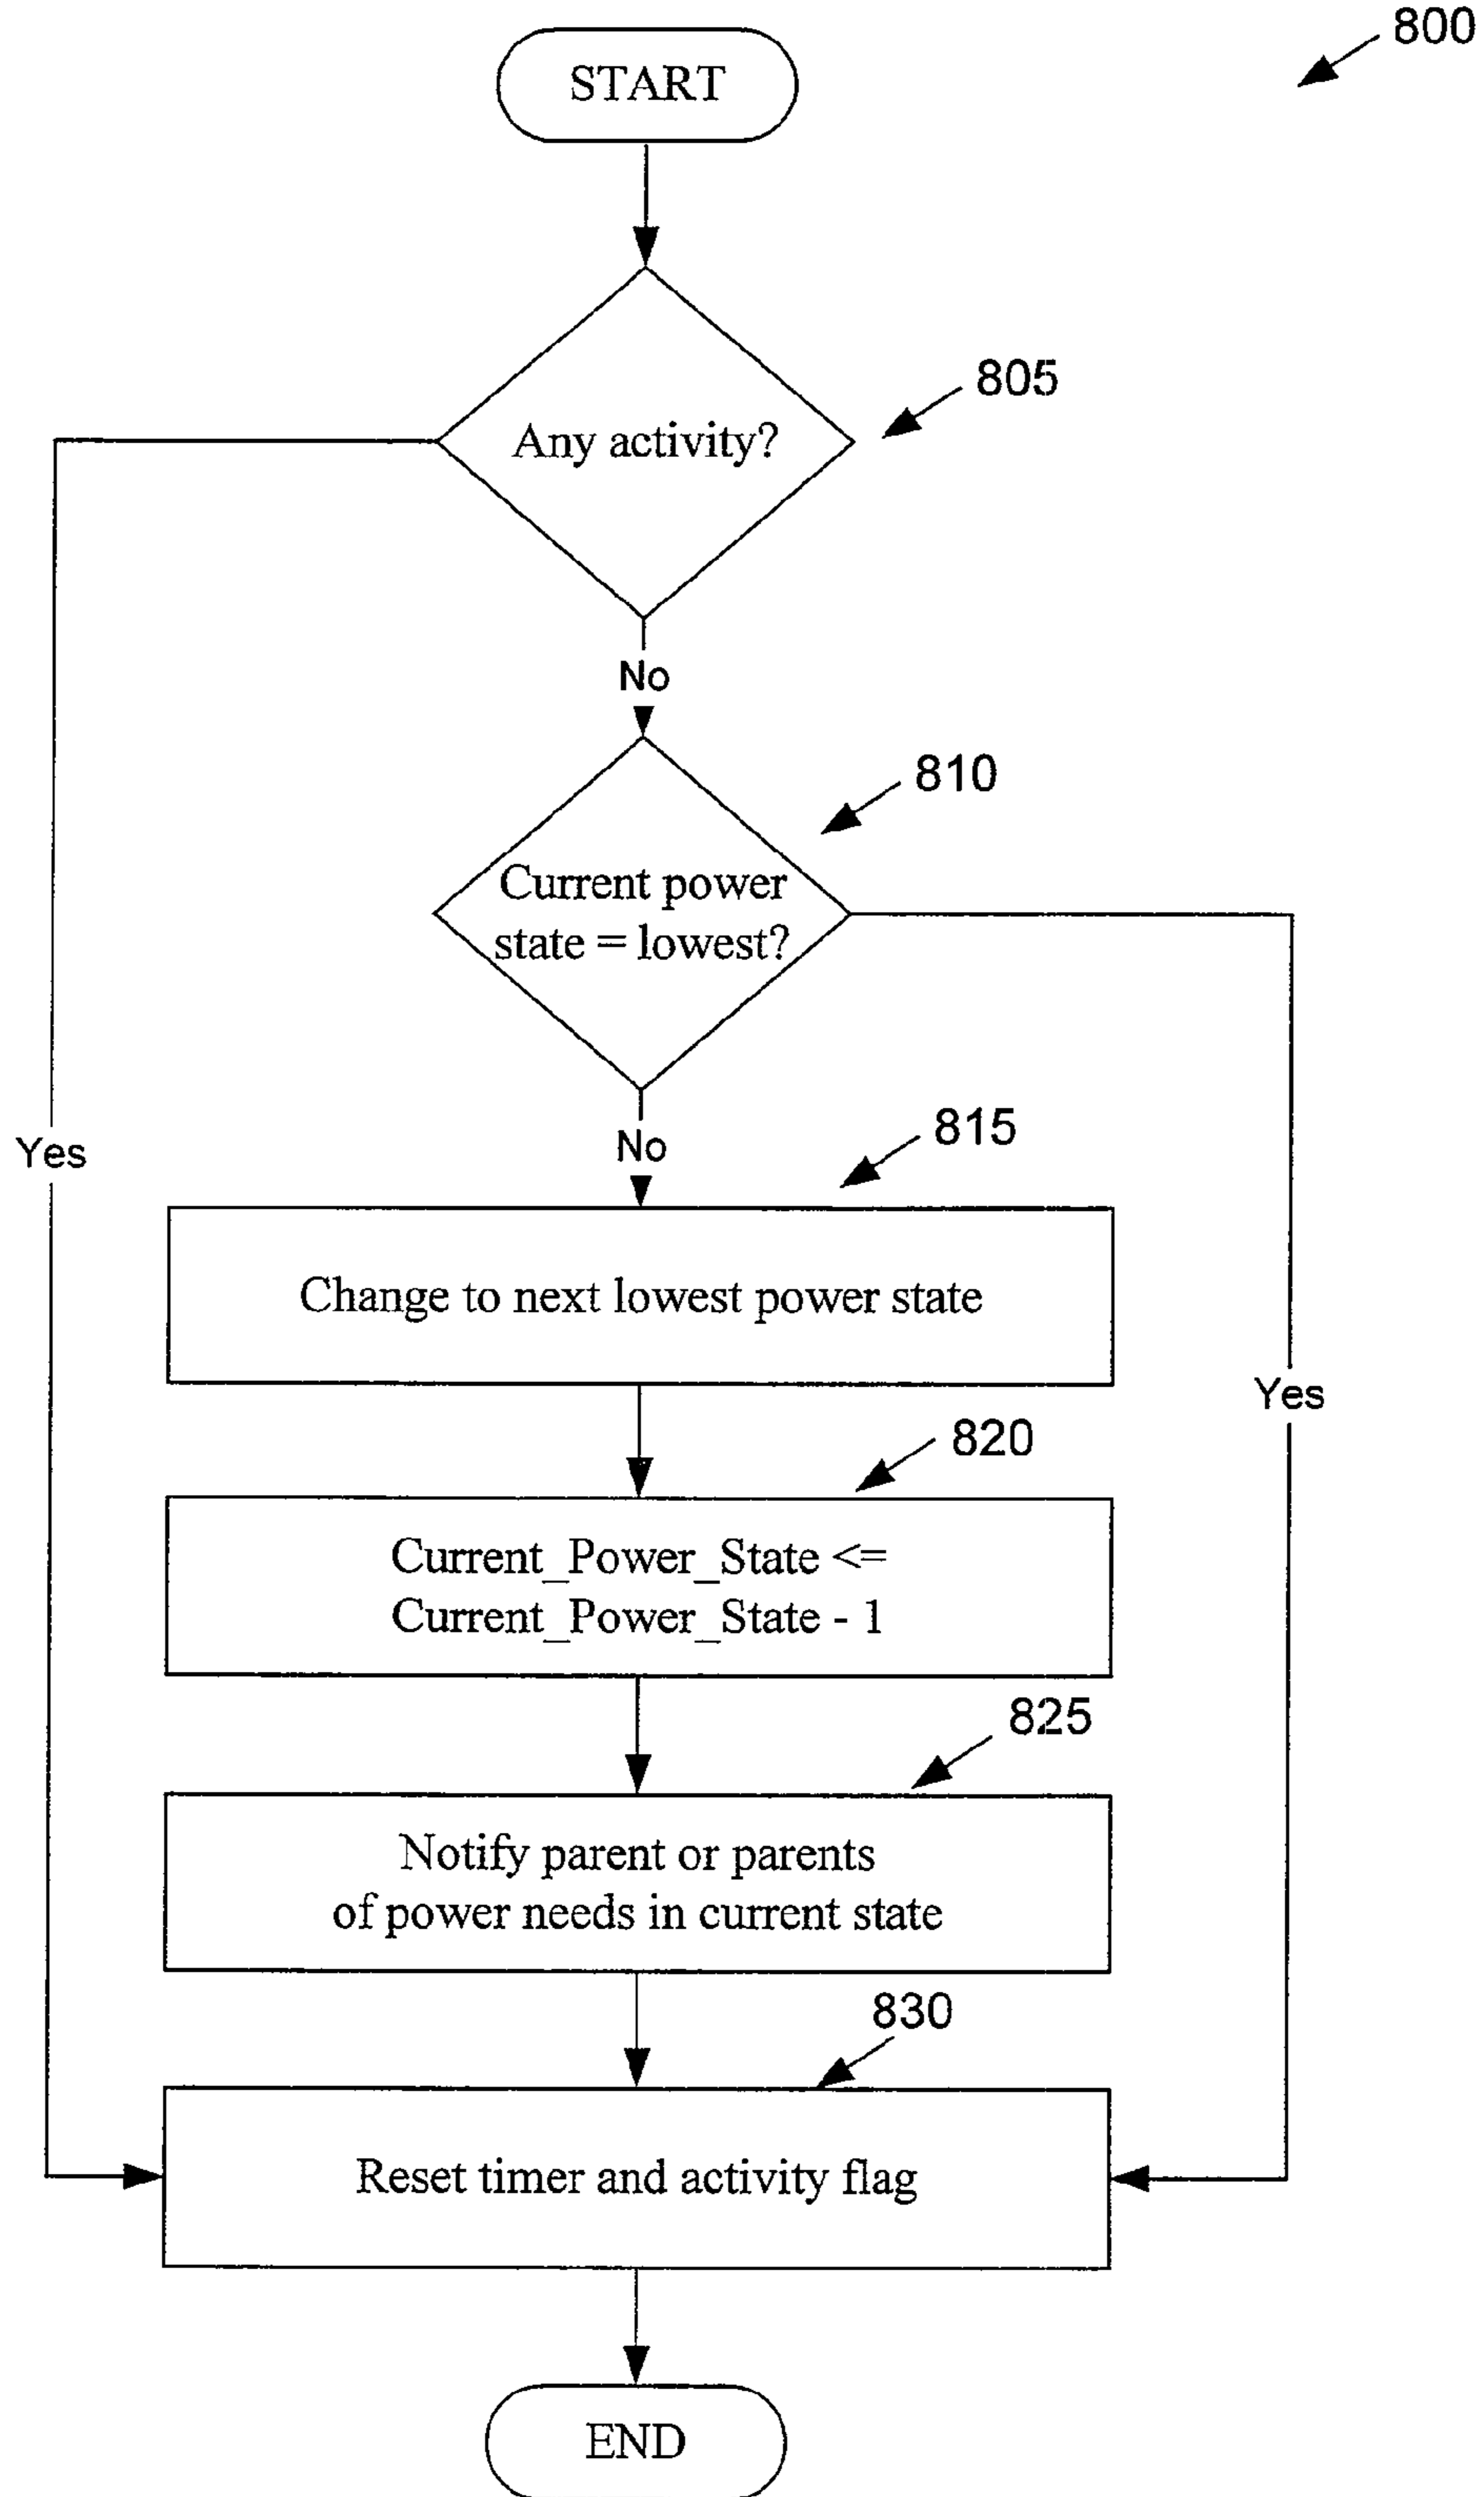 800
START
805
Any activity?
No
810
Current power
state = lowest?
No
815
Yes
Change to next lowest power state
Yes
820
Current_Power_State <=
Current_Power_State - 1
825
Notify parent or parents
of power needs in current state
830
Reset timer and activity flag
END